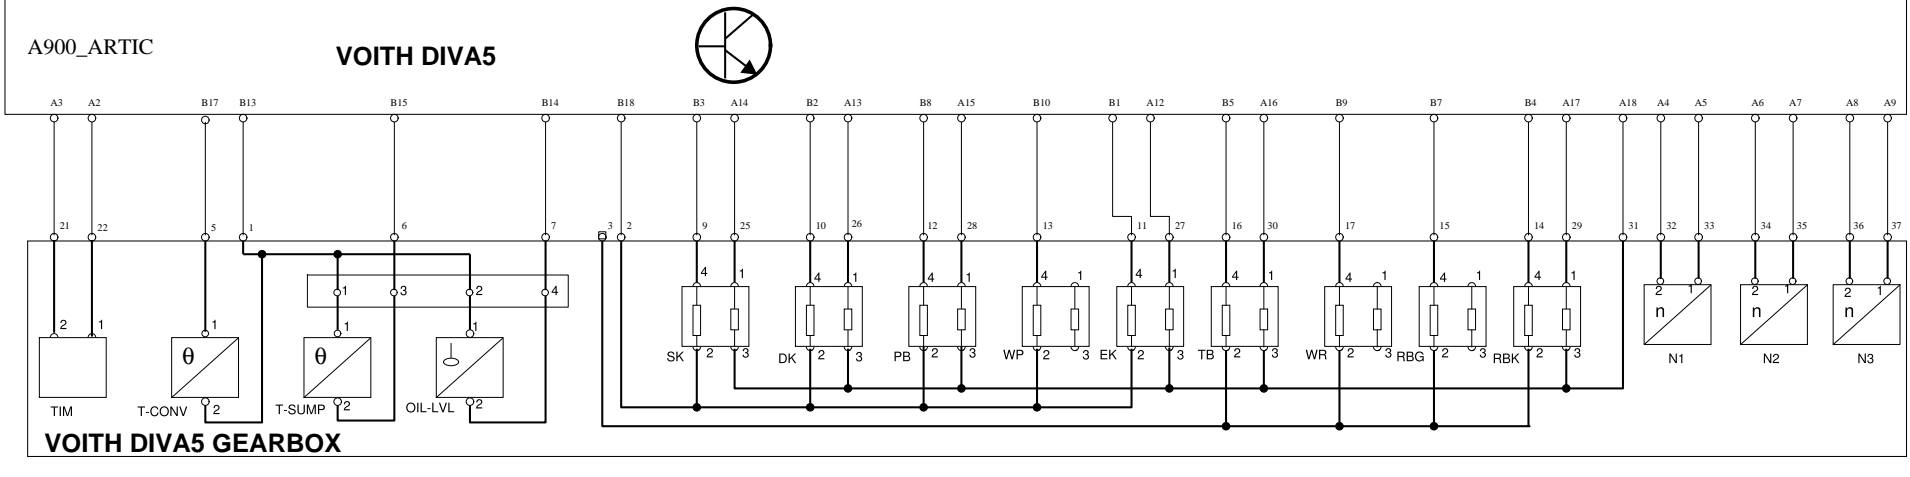 A900_ARTIC
VOITH DIVA5
A3 A2 B17 B13 B15 B14 B18 B3 A14 B2 A13 B8 A15 B10 B1 A12 B5 A16 B9 B7 B4 A17 A18 A4 A5 A6 A7 A8 A9
21 22 5 1 6 7 3 2 9 25 10 26 12 28 13 11 27 16 30 17 15 14 29 31 32 33 34 35 36 37
4 1 4 1 4 1 4 1 4 1 4 1 4 1 4 1 4 1
1 3 2 4
2 1 2 1 2 1
n n n
2 1 1 1 1
θ θ
SK 2 3 DK 2 3 PB 2 3 WP 2 3 EK 2 3 TB 2 3 WR 2 3 RBG 2 3 RBK 2 3 N1 N2 N3
TIM T-CONV 2 T-SUMP 2 OIL-LVL 2
VOITH DIVA5 GEARBOX